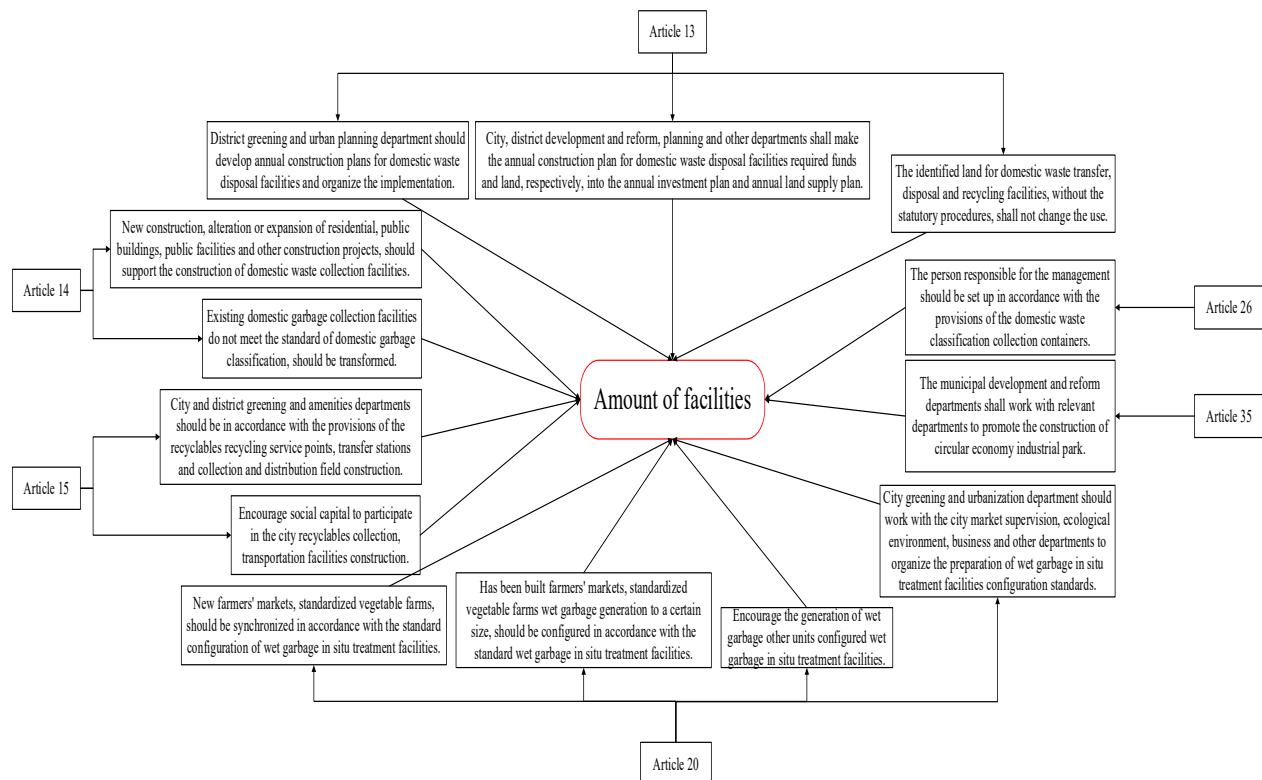 Article 13
District greening and urban planning department should
develop annual construction plans for domestic waste
disposal facilities and organize the implementation.
City, district development and reform, planning and other departments shall make
the annual construction plan for domestic waste disposal facilities required funds
and land, respectively, into the annual investment plan and annual land supply plan.
The identified land for domestic waste transfer,
disposal and recycling facilities, without the
statutory procedures, shall not change the use.
Article 14
New construction, alteration or expansion of residential, public
buildings, public facilities and other construction projects, should
support the construction of domestic waste collection facilities.
Existing domestic garbage collection facilities
do not meet the standard of domestic garbage
classification, should be transformed.
The person responsible for the management
should be set up in accordance with the
provisions of the domestic waste
classification collection containers.
Article 26
Amount of facilities
The municipal development and reform
departments shall work with relevant
departments to promote the construction of
circular economy industrial park.
Article 35
Article 15
City and district greening and amenities departments
should be in accordance with the provisions of the
recyclables recycling service points, transfer stations
and collection and distribution field construction.
Encourage social capital to participate
in the city recyclables collection,
transportation facilities construction.
City greening and urbanization department should
work with the city market supervision, ecological
environment, business and other departments to
organize the preparation of wet garbage in situ
treatment facilities configuration standards.
New farmers' markets, standardized vegetable farms,
should be synchronized in accordance with the standard
configuration of wet garbage in situ treatment facilities.
Has been built farmers' markets, standardized
vegetable farms wet garbage generation to a certain
size, should be configured in accordance with the
standard wet garbage in situ treatment facilities.
Encourage the generation of wet
garbage other units configured wet
garbage in situ treatment facilities.
Article 20